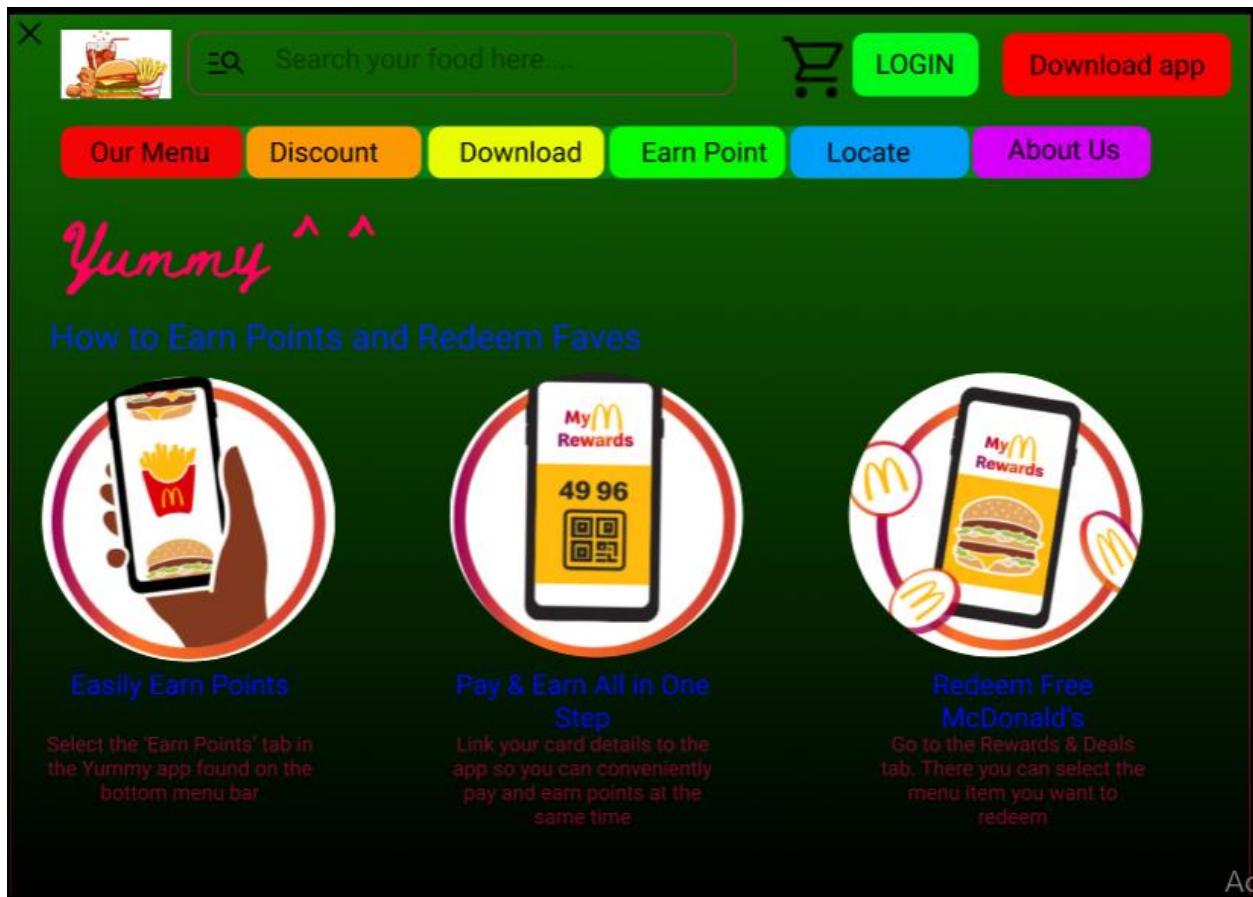 Search your food here....
LOGIN
Download app
Our Menu
Discount
Download
Earn Point
Locate
About Us
Yummy ^ ^
How to Earn Points and Redeem Faves
My M
Rewards
49 96
My M
Rewards
Easily Earn Points
Select the 'Earn Points' tab in
the Yummy app found on the
bottom menu bar
Pay & Earn All in One
Step
Link your card details to the
app so you can conveniently
pay and earn points at the
same time
Redeem Free
McDonald's
Go to the Rewards & Deals
tab. There you can select the
menu item you want to
redeem